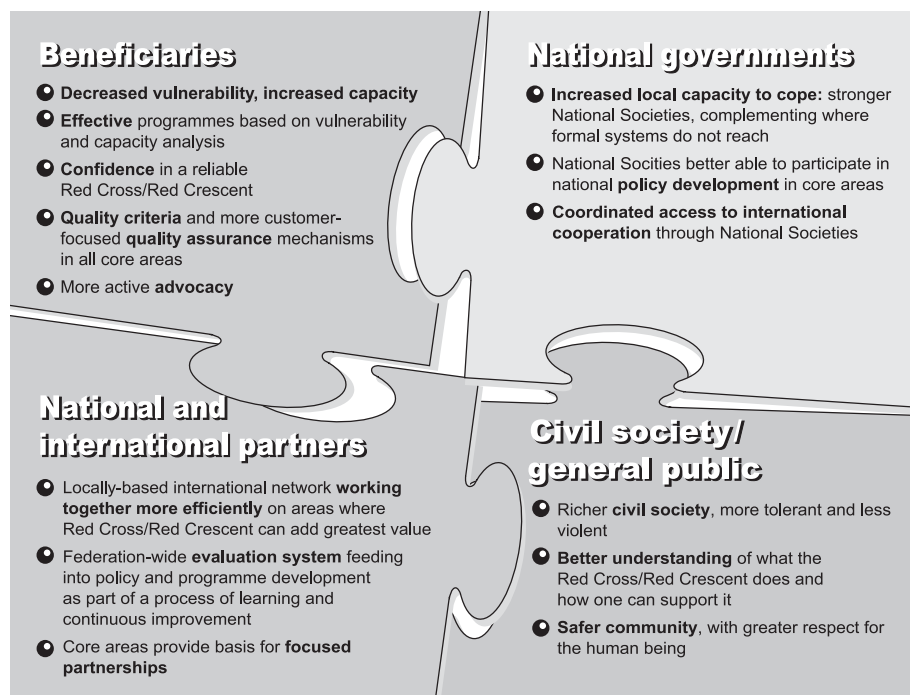 Beneficiaries
Decreased vulnerability, increased capacity
Effective programmes based on vulnerability
and capacity analysis
Confidence in a reliable
Red Cross/Red Crescent
Quality criteria and more customer-
focused quality assurance mechanisms
in all core areas
More active advocacy
National governments
Increased local capacity to cope: stronger
National Societies, complementing where
formal systems do not reach
National Socities better able to participate in
national policy development in core areas
Coordinated access to international
cooperation through National Societies
National and
international partners
Locally-based international network working
together more efficiently on areas where
Red Cross/Red Crescent can add greatest value
Federation-wide evaluation system feeding
into policy and programme development
as part of a process of learning and
continuous improvement
Core areas provide basis for focused
partnerships
Civil society/
general public
Richer civil society, more tolerant and less
violent
Better understanding of what the
Red Cross/Red Crescent does and
how one can support it
Safer community, with greater respect for
the human being